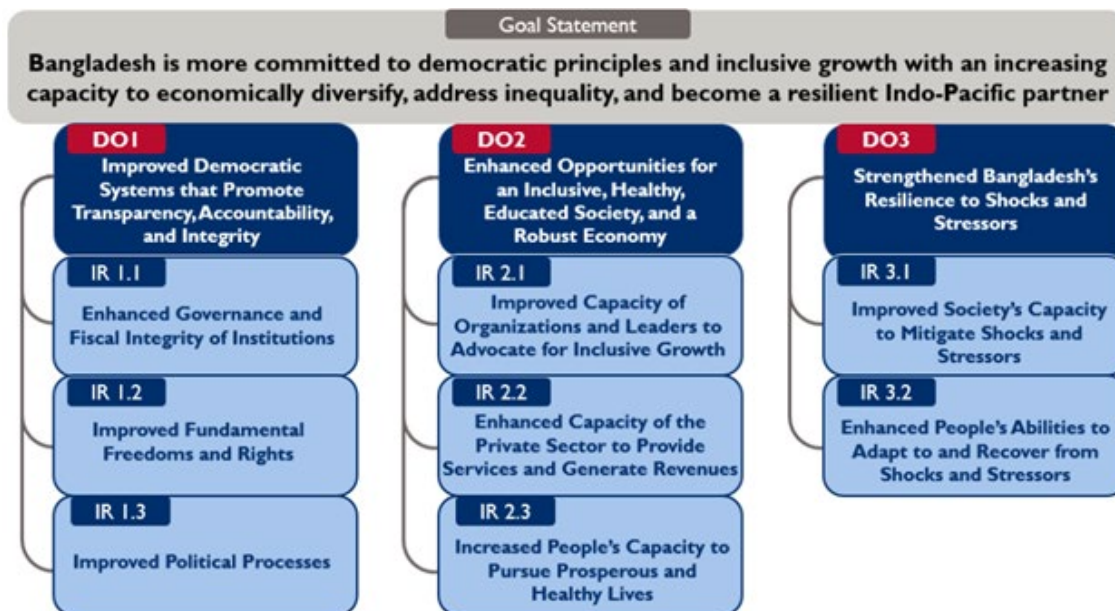 Goal Statement
Bangladesh is more committed to democratic principles and inclusive growth with an increasing
capacity to economically diversify, address inequality, and become a resilient Indo-Pacific partner
DO1
Improved Democratic
Systems that Promote
Transparency, Accountability,
and Integrity
IR 1.1
Enhanced Governance and
Fiscal Integrity of Institutions
IR 1.2
Improved Fundamental
Freedoms and Rights
IR 1.3
Improved Political Processes
DO2
Enhanced Opportunities for
an Inclusive, Healthy,
Educated Society, and a
Robust Economy
IR 2.1
Improved Capacity of
Organizations and Leaders to
Advocate for Inclusive Growth
IR 2.2
Enhanced Capacity of the
Private Sector to Provide
Services and Generate Revenues
IR 2.3
Increased People's Capacity to
Pursue Prosperous and
Healthy Lives
DO3
Strengthened Bangladesh's
Resilience to Shocks and
Stressors
IR 3.1
Improved Society's Capacity
to Mitigate Shocks and
Stressors
IR 3.2
Enhanced People's Abilities to
Adapt to and Recover from
Shocks and Stressors